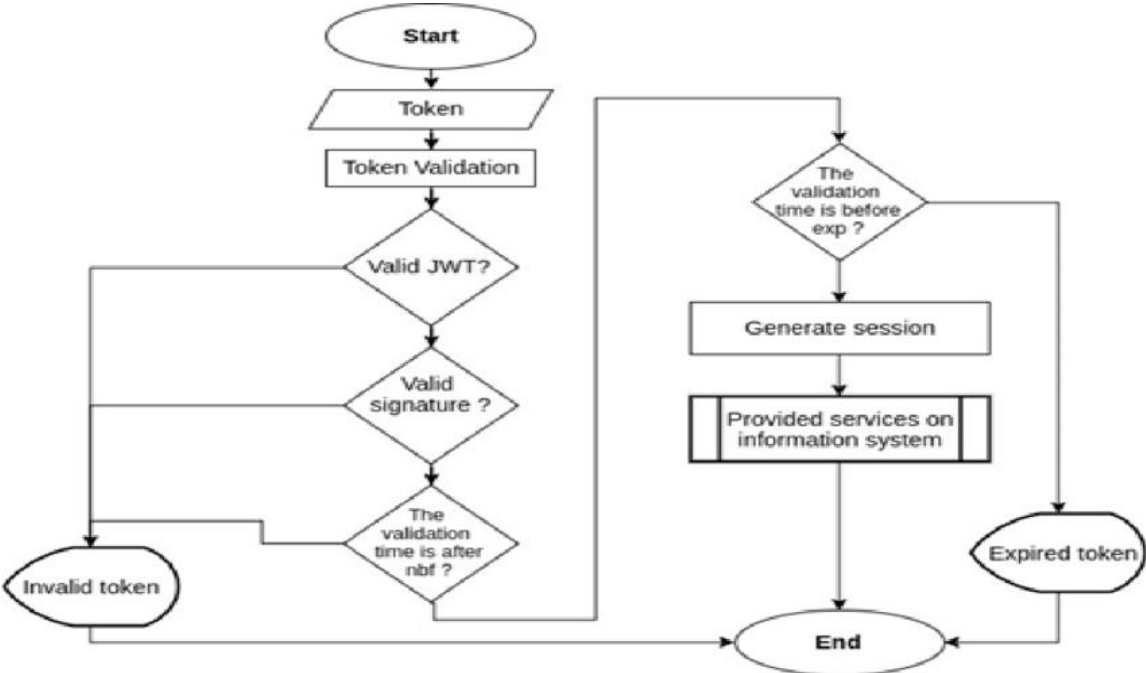 Start
Token
Token Validation
Valid JWT?
Valid
signature ?
The
validation
time is after
nbf ?
Invalid token
The
validation
time is before
exp ?
Generate session
Provided services on
information system
Expired token
End